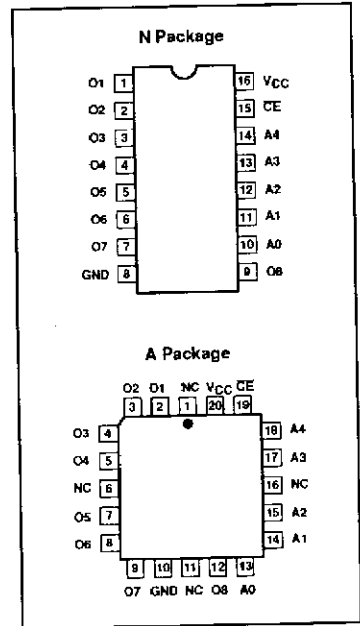 N Package
O1 1 16 VCC
O2 2 15 CE
O3 3 14 A4
O4 4 13 A3
O5 5 12 A2
O6 6 11 A1
O7 7 10 A0
GND 8 9 O8
A Package
O2 O1 NC VCC CE
3 2 1 20 19
O3 4 18 A4
O4 5 17 A3
NC 6 16 NC
O5 7 15 A2
O6 8 14 A1
9 10 11 12 13
O7 GND NC O8 A0